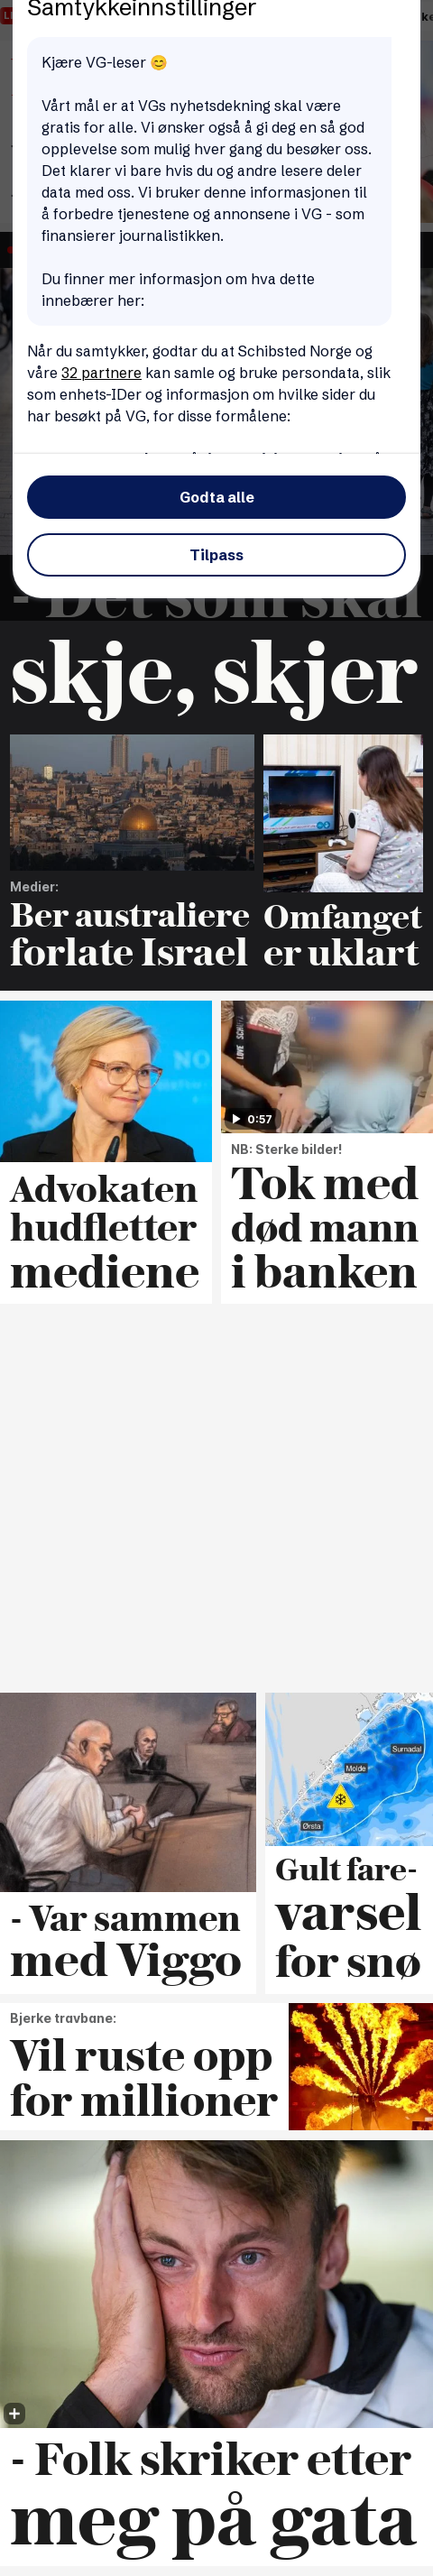 Samtykkeinnstillinger
Kjære VG-leser 😊
Vårt mål er at VGs nyhetsdekning skal være
gratis for alle. Vi ønsker også å gi deg en så god
opplevelse som mulig hver gang du besøker oss.
Det klarer vi bare hvis du og andre lesere deler
data med oss. Vi bruker denne informasjonen til
å forbedre tjenestene og annonsene i VG - som
finansierer journalistikken.
Du finner mer informasjon om hva dette
innebærer her:
Når du samtykker, godtar du at Schibsted Norge og
våre 32 partnere kan samle og bruke persondata, slik
som enhets-IDer og informasjon om hvilke sider du
har besøkt på VG, for disse formålene:
Godta alle
Tilpass
- Det som skal
skje, skjer
Medier:
Ber australiere
forlate Israel
Omfanget
er uklart
Advokaten
hudfletter
mediene
0:57
NB: Sterke bilder!
Tok med
død mann
i banken
- Var sammen
med Viggo
Surnadal
Molde
Ørsta
Gult fare-
varsel
for snø
Bjerke travbane:
Vil ruste opp
for millioner
- Folk skriker etter
meg på gata